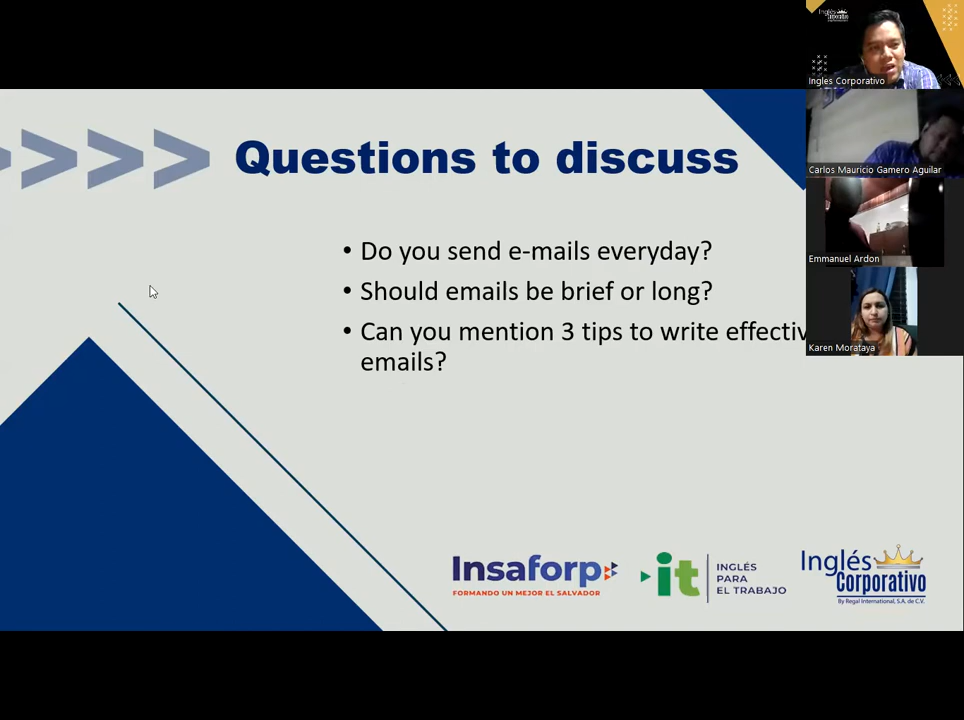 Questions to discuss
• Do you send e-mails everyday?
• Should emails be brief or long?
• Can you mention 3 tips to write effectiv
emails?
Insaforp
FORMANDO UN MEJOR EL SALVADOR
it
INGLÉS
PARA
EL TRABAJO
Inglés
Corporativo
By Regal International, S.A. de C.V.
Inglés
Corporativo
Ingles Corporativo
Carlos Mauricio Gamero Aguilar
Emmanuel Ardon
Karen Morataya